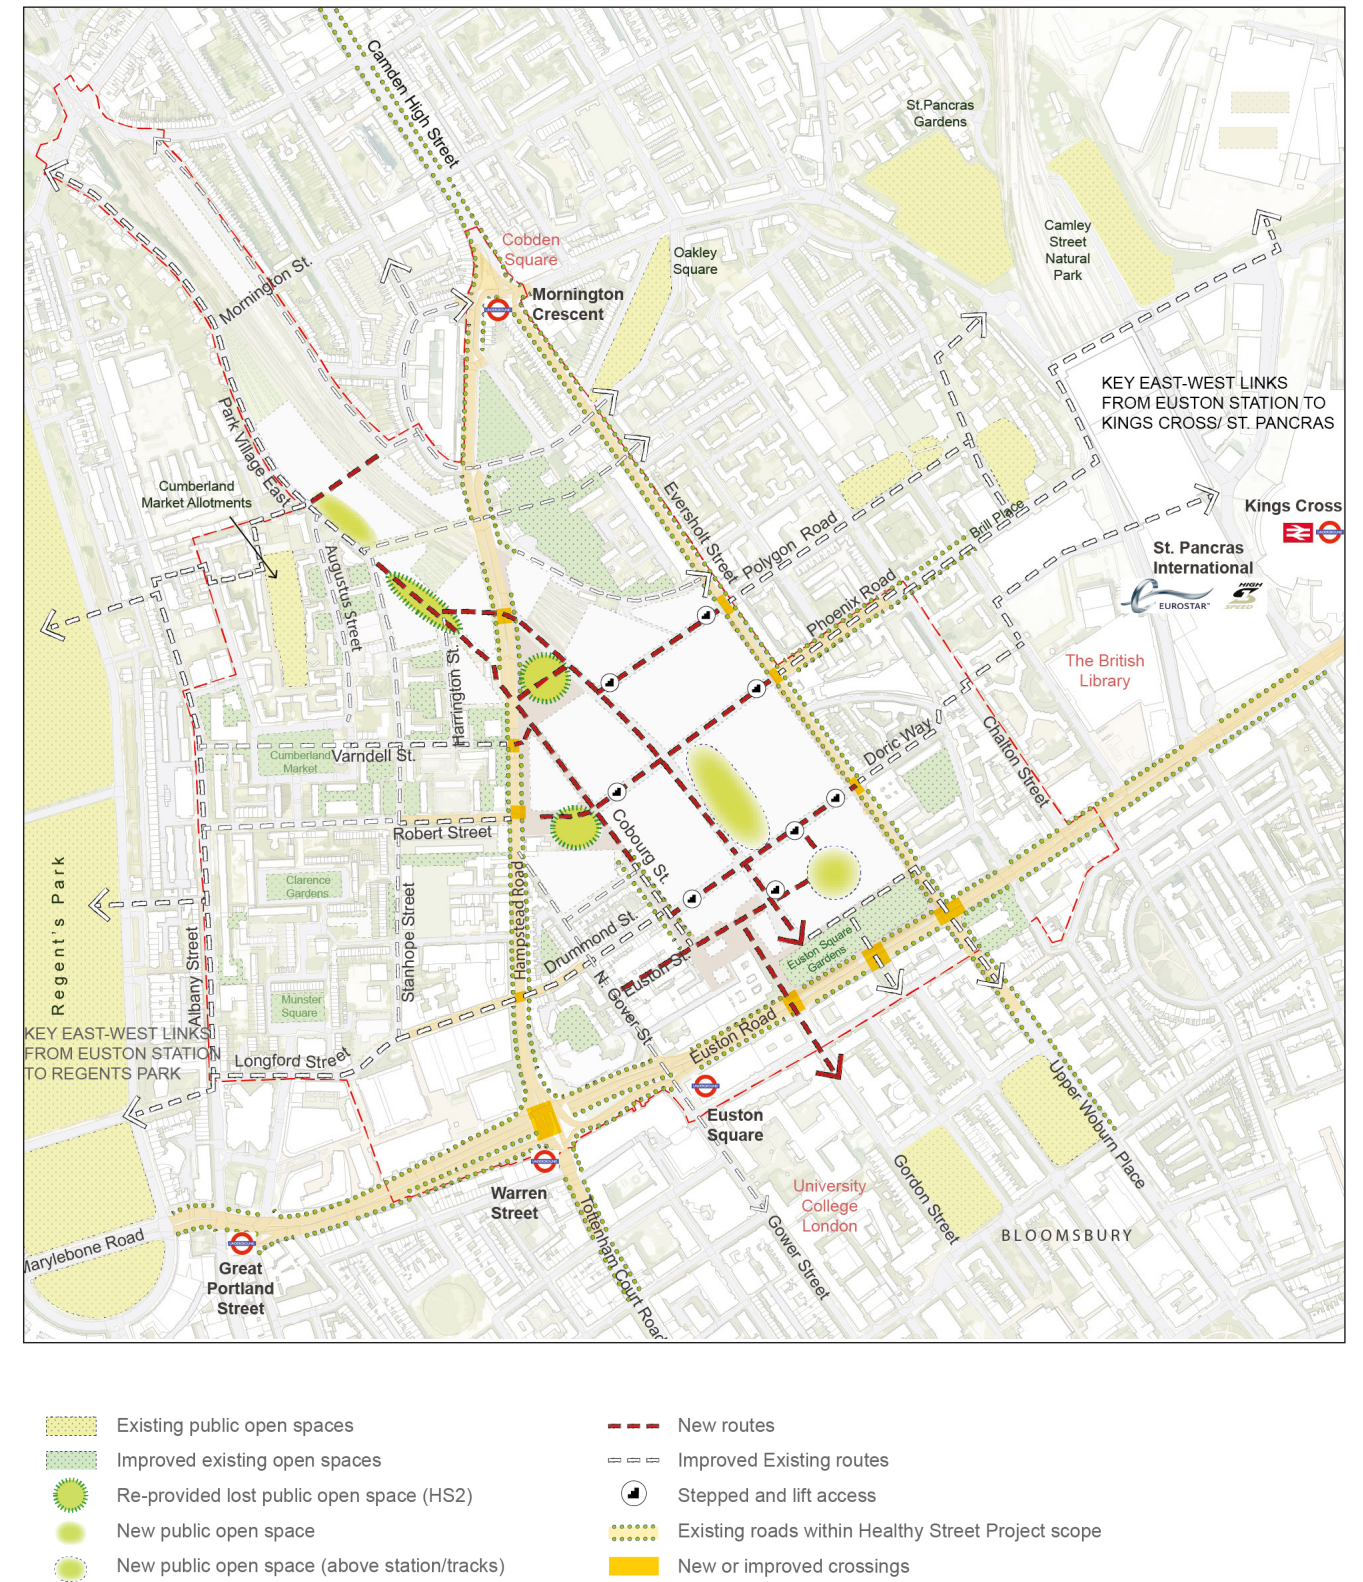 Camden High Street
St.Pancras
Gardens
Cobden
Square
Oakley
Square
Camley
Street
Natural
Park
Mornington St.
Mornington
Crescent
KEY EAST-WEST LINKS
FROM EUSTON STATION TO
KINGS CROSS/ ST. PANCRAS
Park Village East
Cumberland
Market Allotments
Eversholt Street
Polygon Road
Brill Place
Kings Cross
St. Pancras
International
EUROSTAR™
HIGH
SPEED
Augustus Street
Phoenix Road
Harrington St.
The British
Library
Chalton Street
Doric Way
Cumberland
Market
Varndell St.
Robert Street
Cobourg St.
Clarence
Gardens
Regent's Park
Albany Street
Stanhope Street
Hampstead Road
Drummond St.
Euston St.
N. Gover St
Euston Square
Gardens
Munster
Square
KEY EAST-WEST LINKS
FROM EUSTON STATION
TO REGENTS PARK
Longford Street
Euston Road
Euston
Square
Upper Woburn Place
Warren
Street
University
College
London
Gordon Street
BLOOMSBURY
Tottenham Court Road
Gower Street
Marylebone Road
Great
Portland
Street
Existing public open spaces
Improved existing open spaces
Re-provided lost public open space (HS2)
New public open space
New public open space (above station/tracks)
New routes
Improved Existing routes
Stepped and lift access
Existing roads within Healthy Street Project scope
New or improved crossings